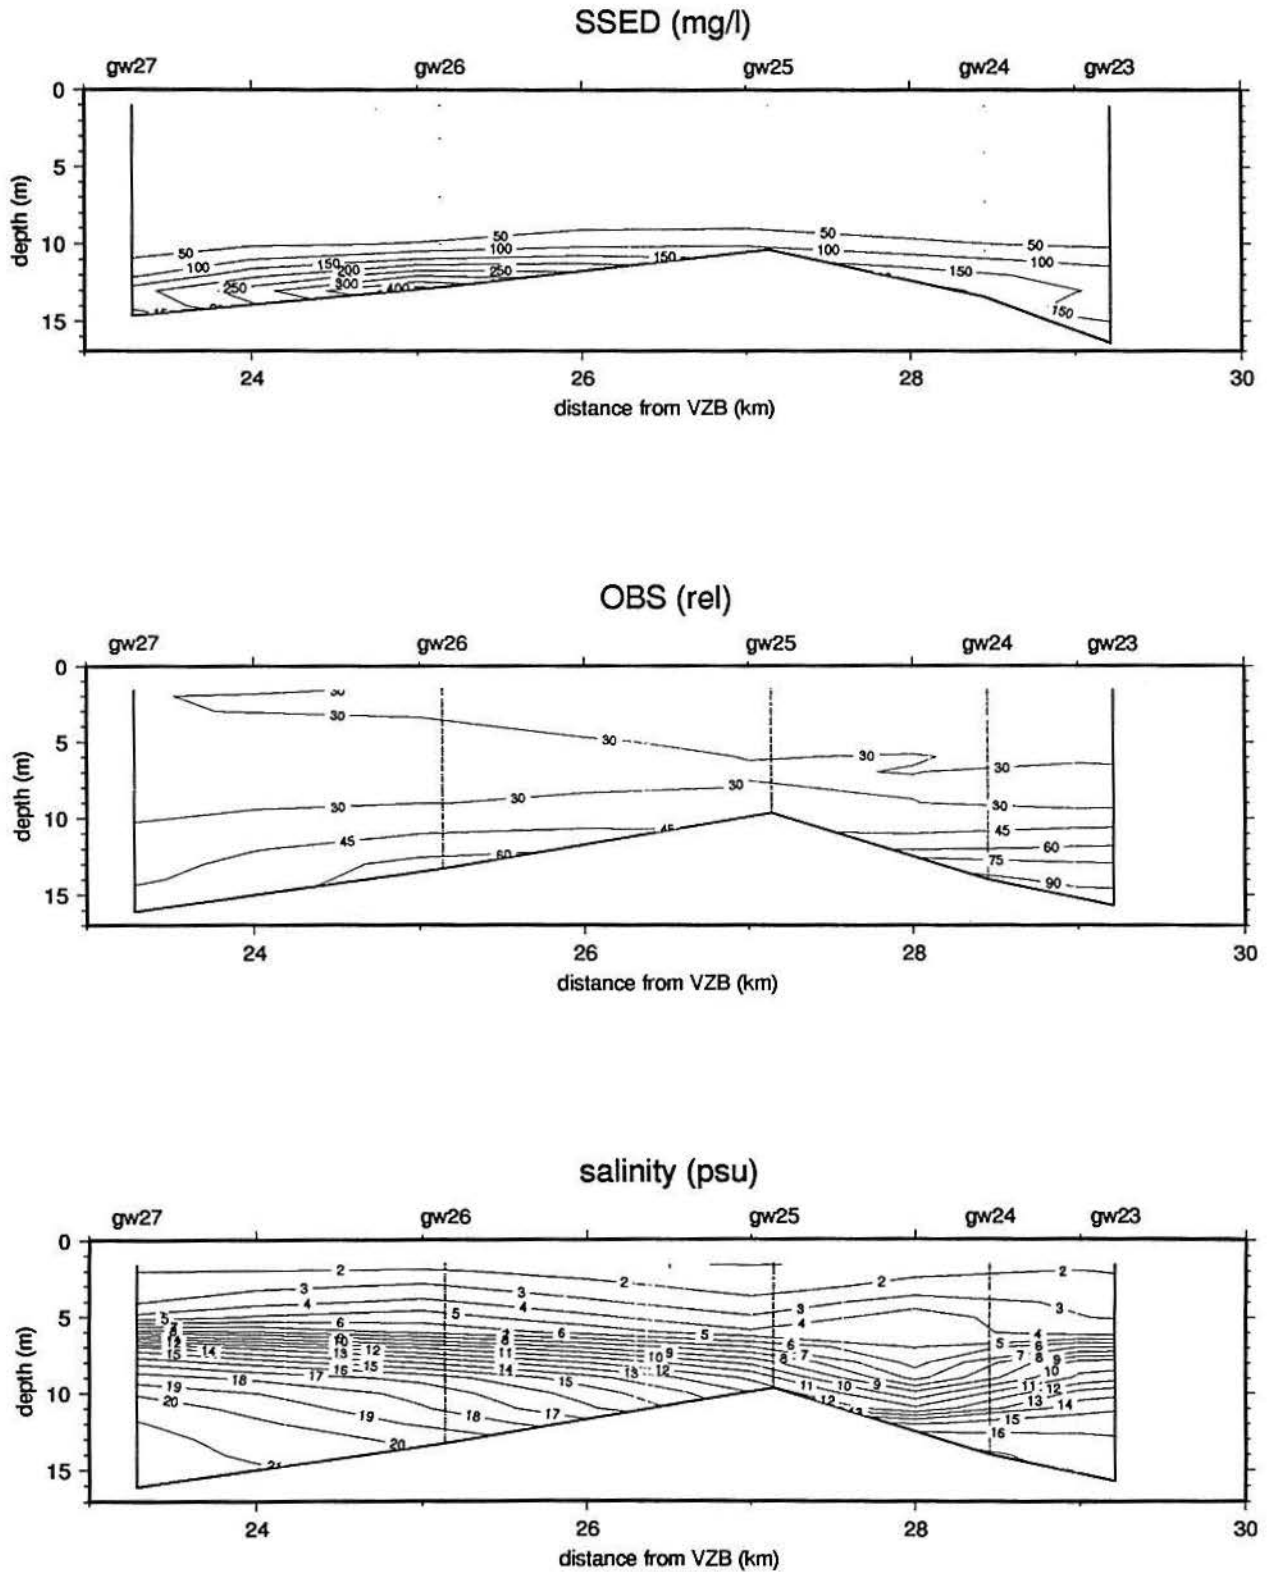 SSED (mg/l)
gw27 gw26 gw25 gw24 gw23
0
5
10
15
depth (m)
50 50 50 50
100 100 100 100
150 150 150 150
200
250 250
300
400
24 26 28 30
distance from VZB (km)
OBS (rel)
gw27 gw26 gw25 gw24 gw23
0
5
10
15
depth (m)
30
30 30 30 30
30 30 30 30
45 45 45
60 60
75
90
24 26 28 30
distance from VZB (km)
salinity (psu)
gw27 gw26 gw25 gw24 gw23
0
5
10
15
depth (m)
2 2 2 2
3 3 3 3
4 4 4 4
5 5 5 5
6 6 6 6
7 7
8 8
9 9 9
10 10 10 10
11 11 11
12 12 12 12
13 13 13
14 14 14
15 15 15 15
16 16
17 17
18 18
19 19
20 20
24 26 28 30
distance from VZB (km)